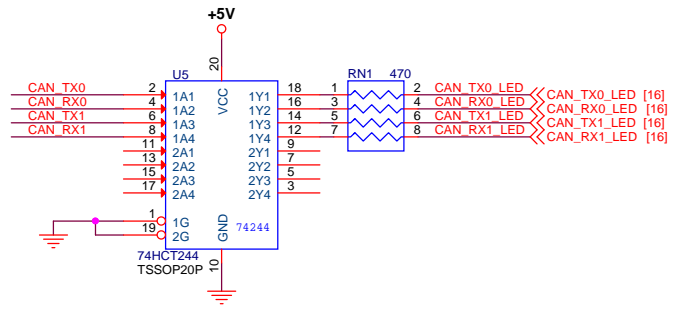 +5V
20
U5
VCC
RN1 470
CAN_TX0 2 1A1 1Y1 18 1 2 CAN_TX0_LED CAN_TX0_LED [16]
CAN_RX0 4 1A2 1Y2 16 3 4 CAN_RX0_LED CAN_RX0_LED [16]
CAN_TX1 6 1A3 1Y3 14 5 6 CAN_TX1_LED CAN_TX1_LED [16]
CAN_RX1 8 1A4 1Y4 12 7 8 CAN_RX1_LED CAN_RX1_LED [16]
11 2A1 2Y1 9
13 2A2 2Y2 7
15 2A3 2Y3 5
17 2A4 2Y4 3
1 1G
19 2G
GND
74244
74HCT244
TSSOP20P
10